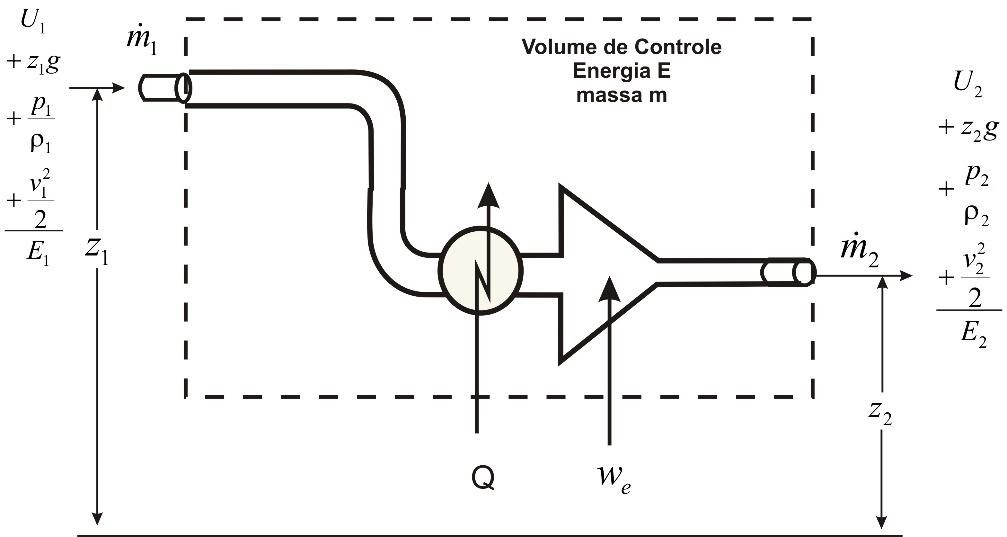 U₁
+ z₁g
+ p₁/ρ₁
+ v₁²/2
E₁
ṁ₁
z₁
Volume de Controle
Energia E
massa m
Q
wₑ
ṁ₂
z₂
U₂
+ z₂g
+ p₂/ρ₂
+ v₂²/2
E₂